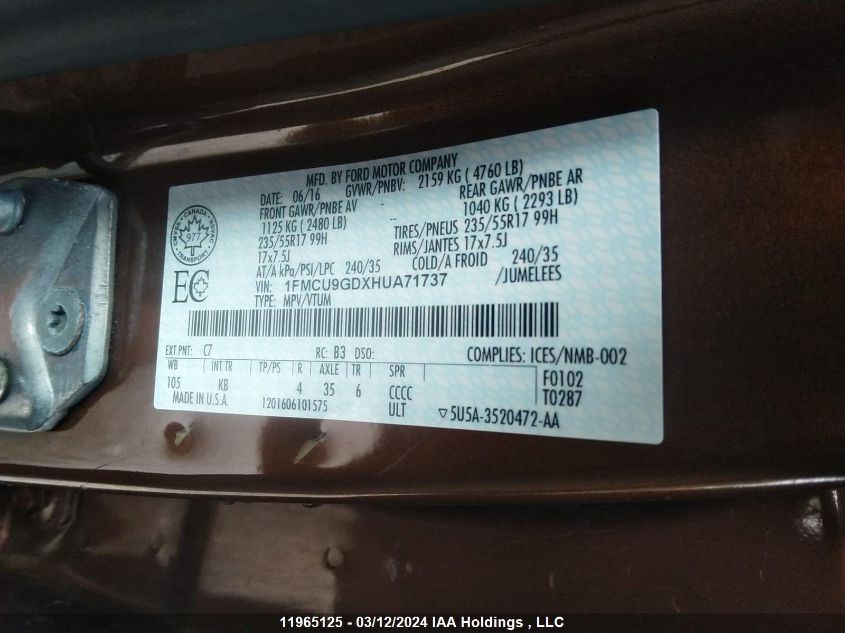 MFD. BY FORD MOTOR COMPANY
DATE: 06/16 GVWR/PNBV: 2159 KG ( 4760 LB)
FRONT GAWR/PNBE AV - REAR GAWR/PNBE AR
1125 KG ( 2480 LB) - 1040 KG ( 2293 LB)
235/55R17 99H TIRES/PNEUS 235/55R17 99H
17x7.5J RIMS/JANTES 17x7.5J
AT/A kPa/PSI/LPC 240/35 COLD/A FROID 240/35
VIN: 1FMCU9GDXHUA71737 /JUMELEES
TYPE: MPV/VTUM
CANADA
977
TRANSPORT
EC
EXT PNT: C7 RC: B3 DSO: COMPLIES: ICES/NMB-002
WB INT TR TP/PS R AXLE TR SPR F0102
105 KB 4 35 6 CCCC T0287
MADE IN U.S.A. 1201606101575 ULT ▽5U5A-3520472-AA
11965125 - 03/12/2024 IAA Holdings , LLC